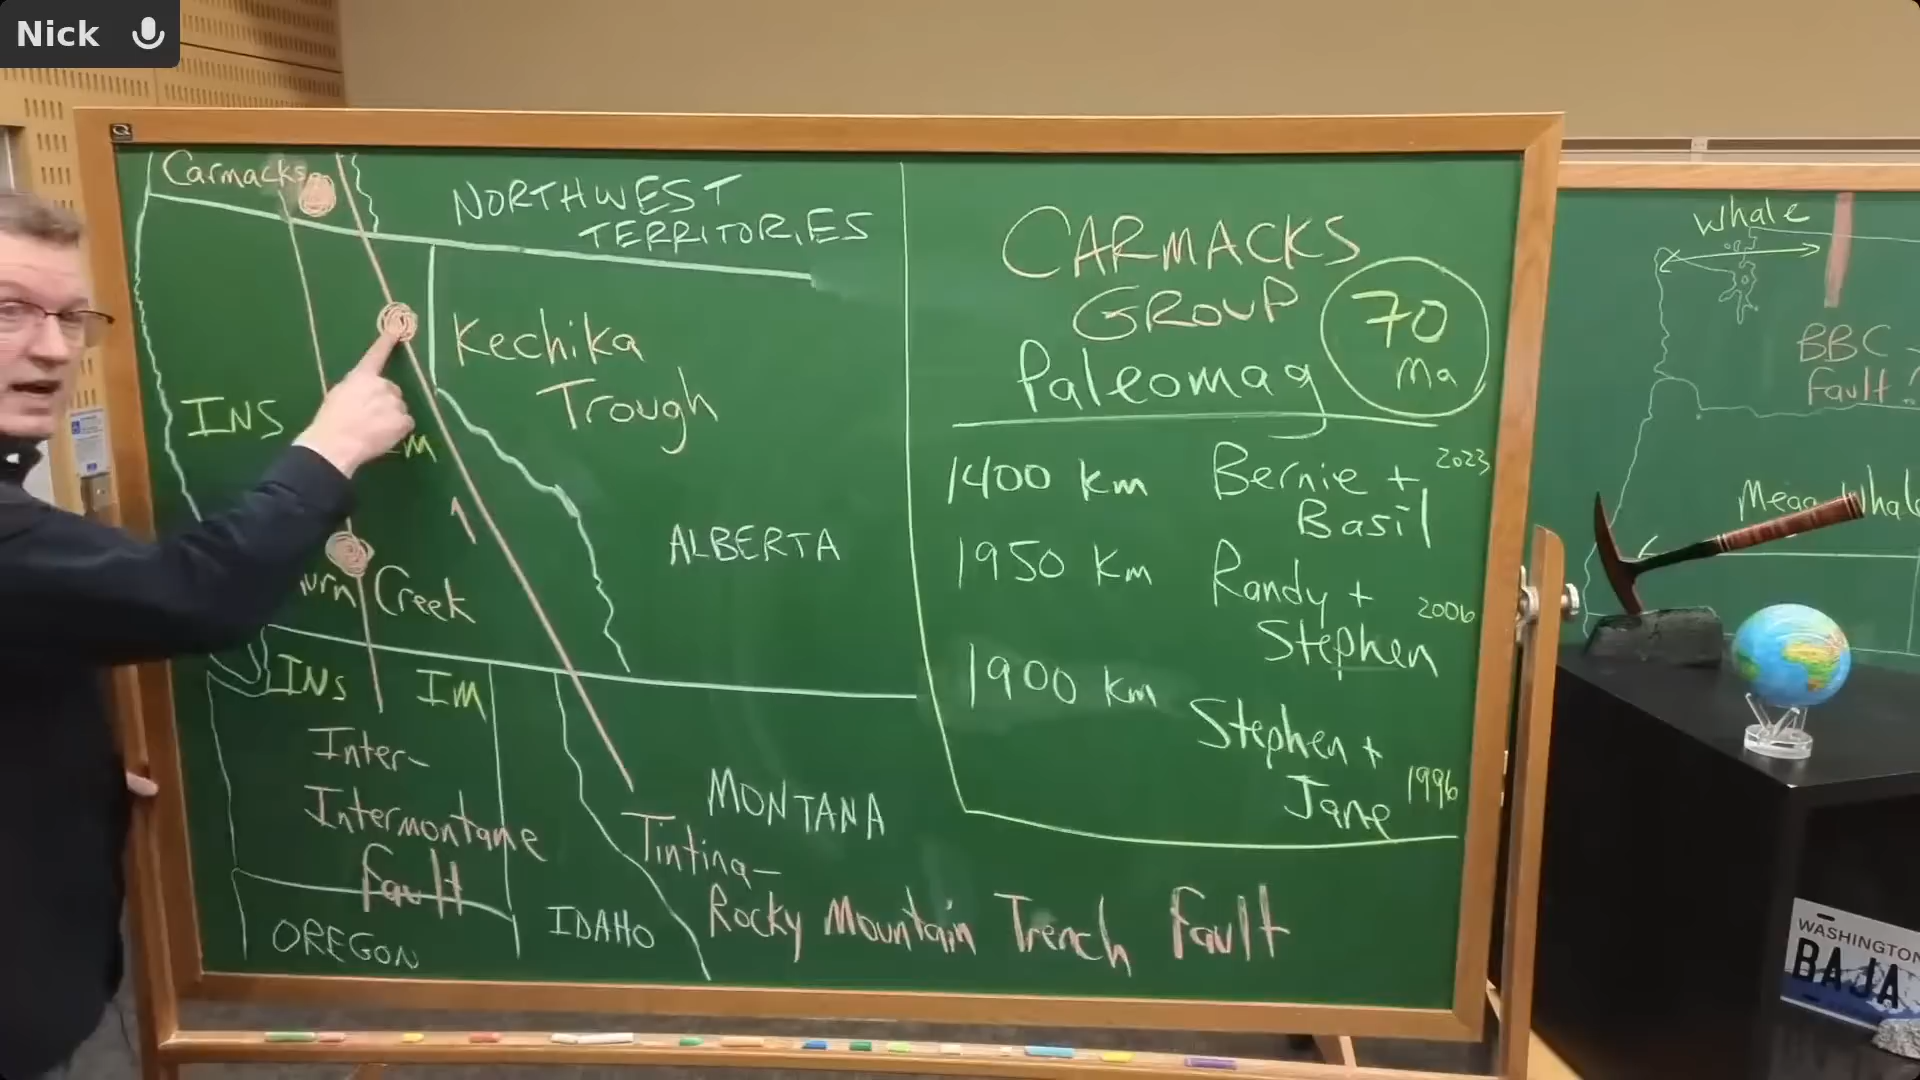 Nick
Carmacks
NORTHWEST
TERRITORIES
Kechika
Trough
INS
ALBERTA
Creek
INS IM
Inter-
Intermontane
fault
OREGON
IDAHO
MONTANA
Tintina-
Rocky Mountain Trench fault
CARMACKS
GROUP
Paleomag
70
Ma
1400 km Bernie + 2023
Basil
1950 km Randy + 2006
Stephen
1900 km Stephen +
Jane 1996
whale
BBC
fault?
WASHINGTON
BAJA